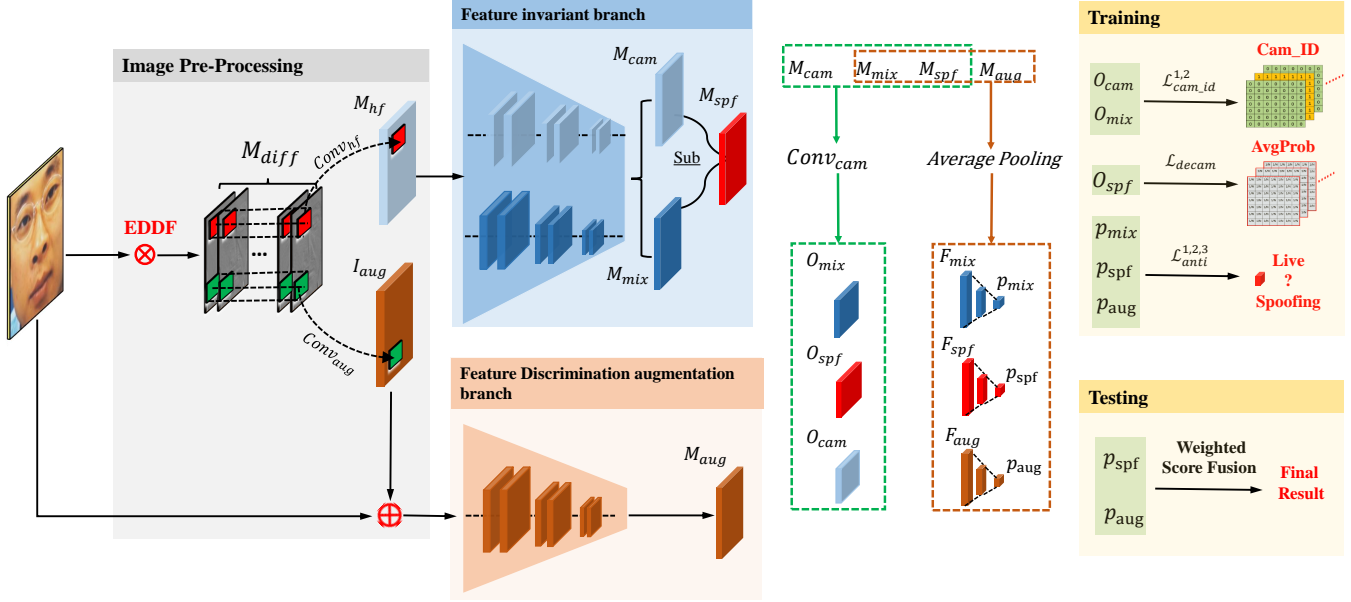 Image Pre-Processing
EDDF
M_diff
...
Conv_hf
M_hf
I_aug
Conv_aug
Feature invariant branch
M_cam
M_spf
Sub
M_mix
Feature Discrimination augmentation
branch
M_aug
M_cam M_mix M_spf M_aug
Conv_cam
Average Pooling
O_mix
O_spf
O_cam
F_mix
p_mix
F_spf
p_spf
F_aug
p_aug
Training
O_cam
O_mix
ℒ_cam_id^1,2
Cam_ID
O_spf
ℒ_decam
AvgProb
p_mix
p_spf
p_aug
ℒ_anti^1,2,3
Live
?
Spoofing
Testing
p_spf
p_aug
Weighted
Score Fusion
Final
Result